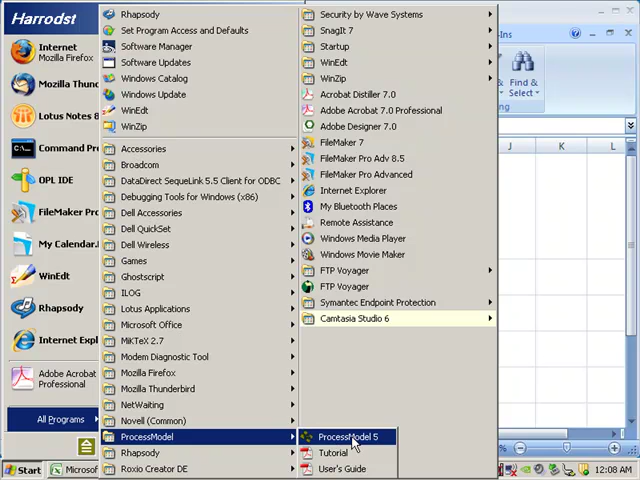 Harrodst
Internet
Mozilla Firefox
Mozilla Thund
Lotus Notes 8
Command Pr
OPL IDE
FileMaker Pro
My Calendar.
WinEdt
Rhapsody
Internet Expl
Adobe Acrobat
Professional
All Programs
Start
Microsof
Rhapsody
Set Program Access and Defaults
Software Manager
Software Updates
Windows Catalog
Windows Update
WinEdt
WinZip
Accessories
Broadcom
DataDirect SequeLink 5.5 Client for ODBC
Debugging Tools for Windows (x86)
Dell Accessories
Dell QuickSet
Dell Wireless
Games
Ghostscript
ILOG
Lotus Applications
Microsoft Office
MiKTeX 2.7
Modem Diagnostic Tool
Mozilla Firefox
Mozilla Thunderbird
NetWaiting
Novell (Common)
ProcessModel
Rhapsody
Roxio Creator DE
Security by Wave Systems
SnagIt 7
Startup
WinEdt
WinZip
Acrobat Distiller 7.0
Adobe Acrobat 7.0 Professional
Adobe Designer 7.0
FileMaker 7
FileMaker Pro Adv 8.5
FileMaker Pro Advanced
Internet Explorer
My Bluetooth Places
Remote Assistance
Windows Media Player
Windows Movie Maker
FTP Voyager
FTP Voyager
Symantec Endpoint Protection
Camtasia Studio 6
ProcessModel 5
Tutorial
User's Guide
-Ins
Find &
Select
ng
J K L
12:08 AM